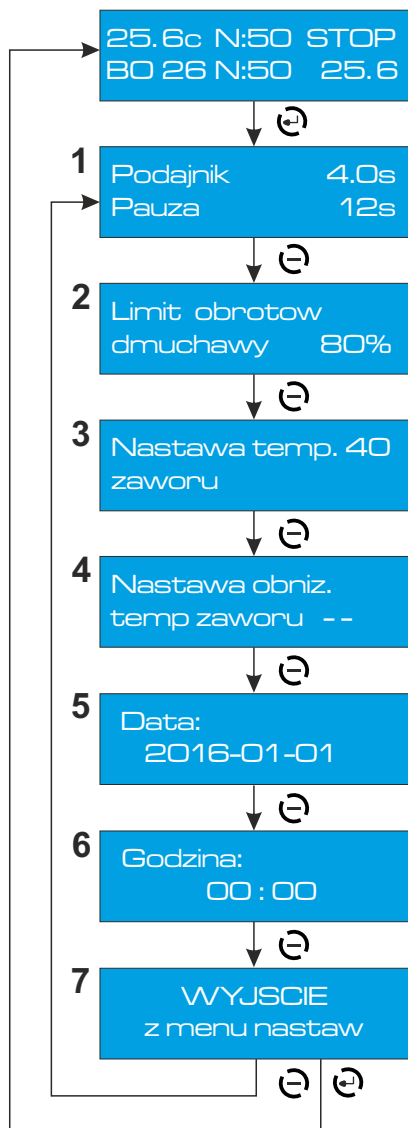 25.6c N:50 STOP
BO 26 N:50 25.6
1
Podajnik 4.0s
Pauza 12s
2
Limit obrotow
dmuchawy 80%
3
Nastawa temp. 40
zaworu
4
Nastawa obniz.
temp zaworu --
5
Data:
2016-01-01
6
Godzina:
00:00
7
WYJSCIE
z menu nastaw